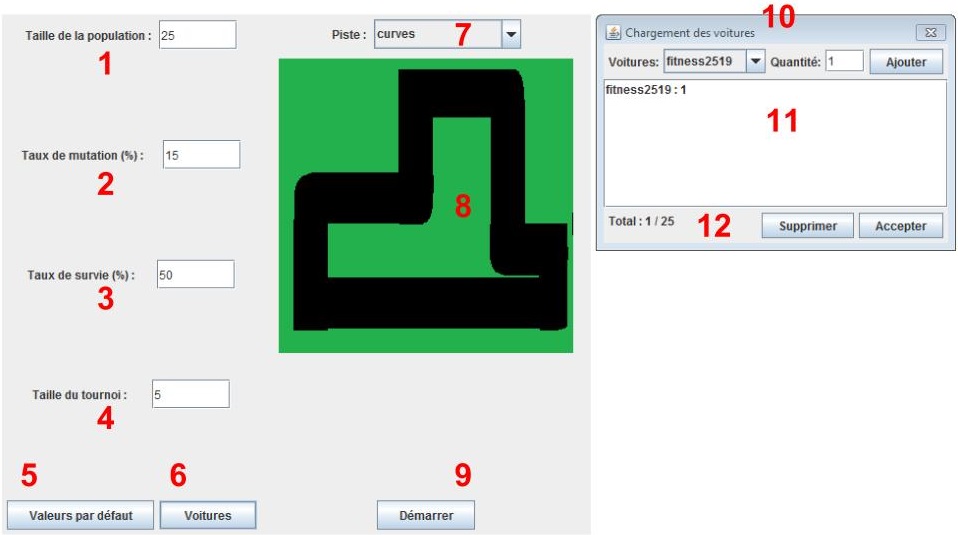 Taille de la population : 25
1
Taux de mutation (%) : 15
2
Taux de survie (%) : 50
3
Taille du tournoi : 5
4
5
6
Valeurs par défaut
Voitures
Piste : curves
7
8
9
Démarrer
10
Chargement des voitures
Voitures: fitness2519 Quantité: 1 Ajouter
fitness2519 : 1
11
Total : 1 / 25
12
Supprimer
Accepter